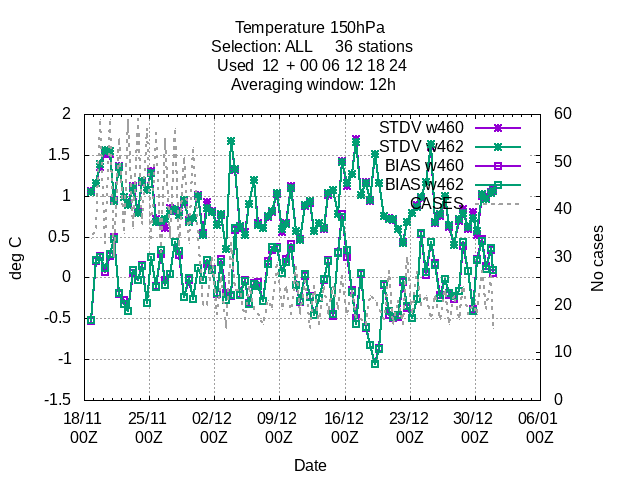 Temperature 150hPa
Selection: ALL 36 stations
Used 12 + 00 06 12 18 24
Averaging window: 12h
2
1.5
1
0.5
0
-0.5
-1
-1.5
deg C
60
50
40
30
20
10
0
No cases
STDV w460
STDV w462
BIAS w460
BIAS w462
CASES
18/11 25/11 02/12 09/12 16/12 23/12 30/12 06/01
00Z 00Z 00Z 00Z 00Z 00Z 00Z 00Z
Date